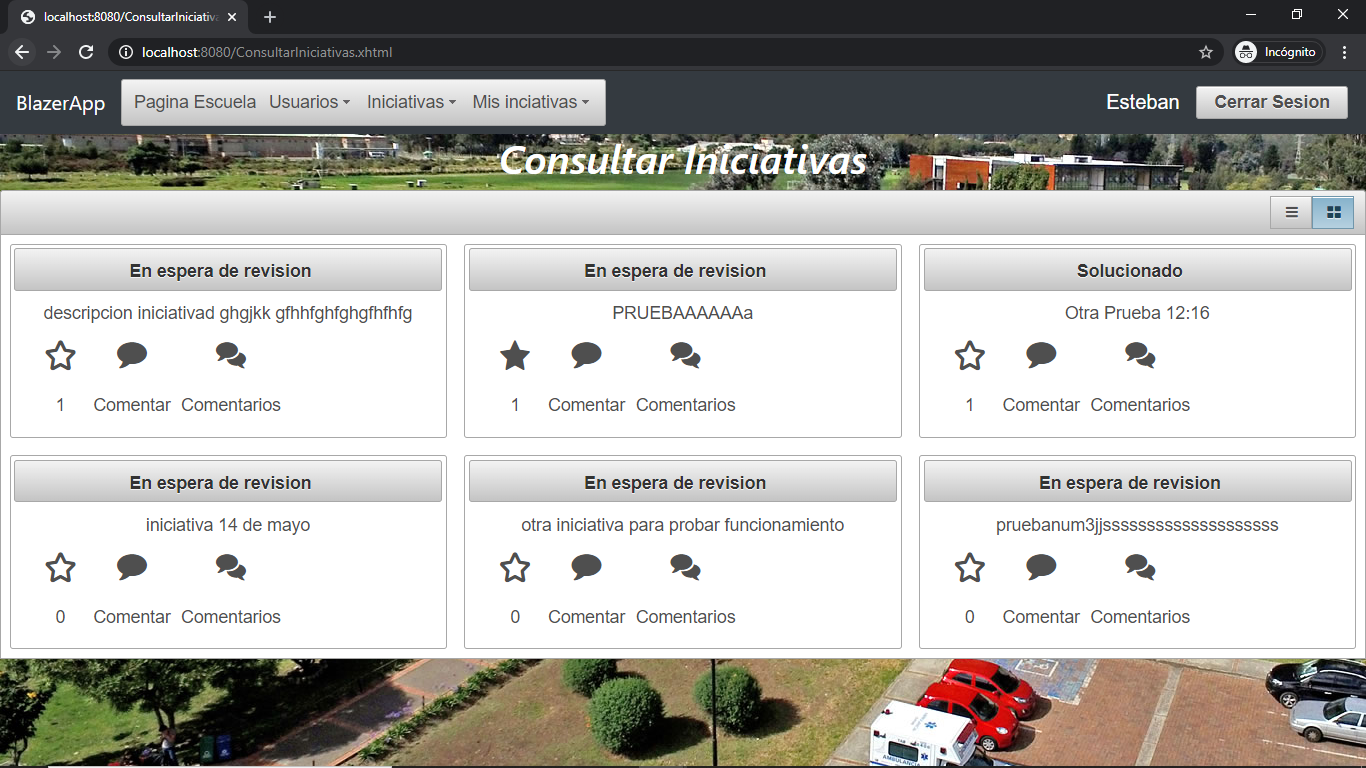 localhost:8080/ConsultarIniciativa
localhost:8080/ConsultarIniciativas.xhtml
Incógnito
BlazerApp Pagina Escuela Usuarios Iniciativas Mis inciativas Esteban Cerrar Sesion
Consultar Iniciativas
En espera de revision
descripcion iniciativad ghgjkk gfhhfghfghgfhfhfg
1 Comentar Comentarios
En espera de revision
PRUEBAAAAAAa
1 Comentar Comentarios
Solucionado
Otra Prueba 12:16
1 Comentar Comentarios
En espera de revision
iniciativa 14 de mayo
0 Comentar Comentarios
En espera de revision
otra iniciativa para probar funcionamiento
0 Comentar Comentarios
En espera de revision
pruebanum3jjssssssssssssssssssss
0 Comentar Comentarios
AMBULANCIA